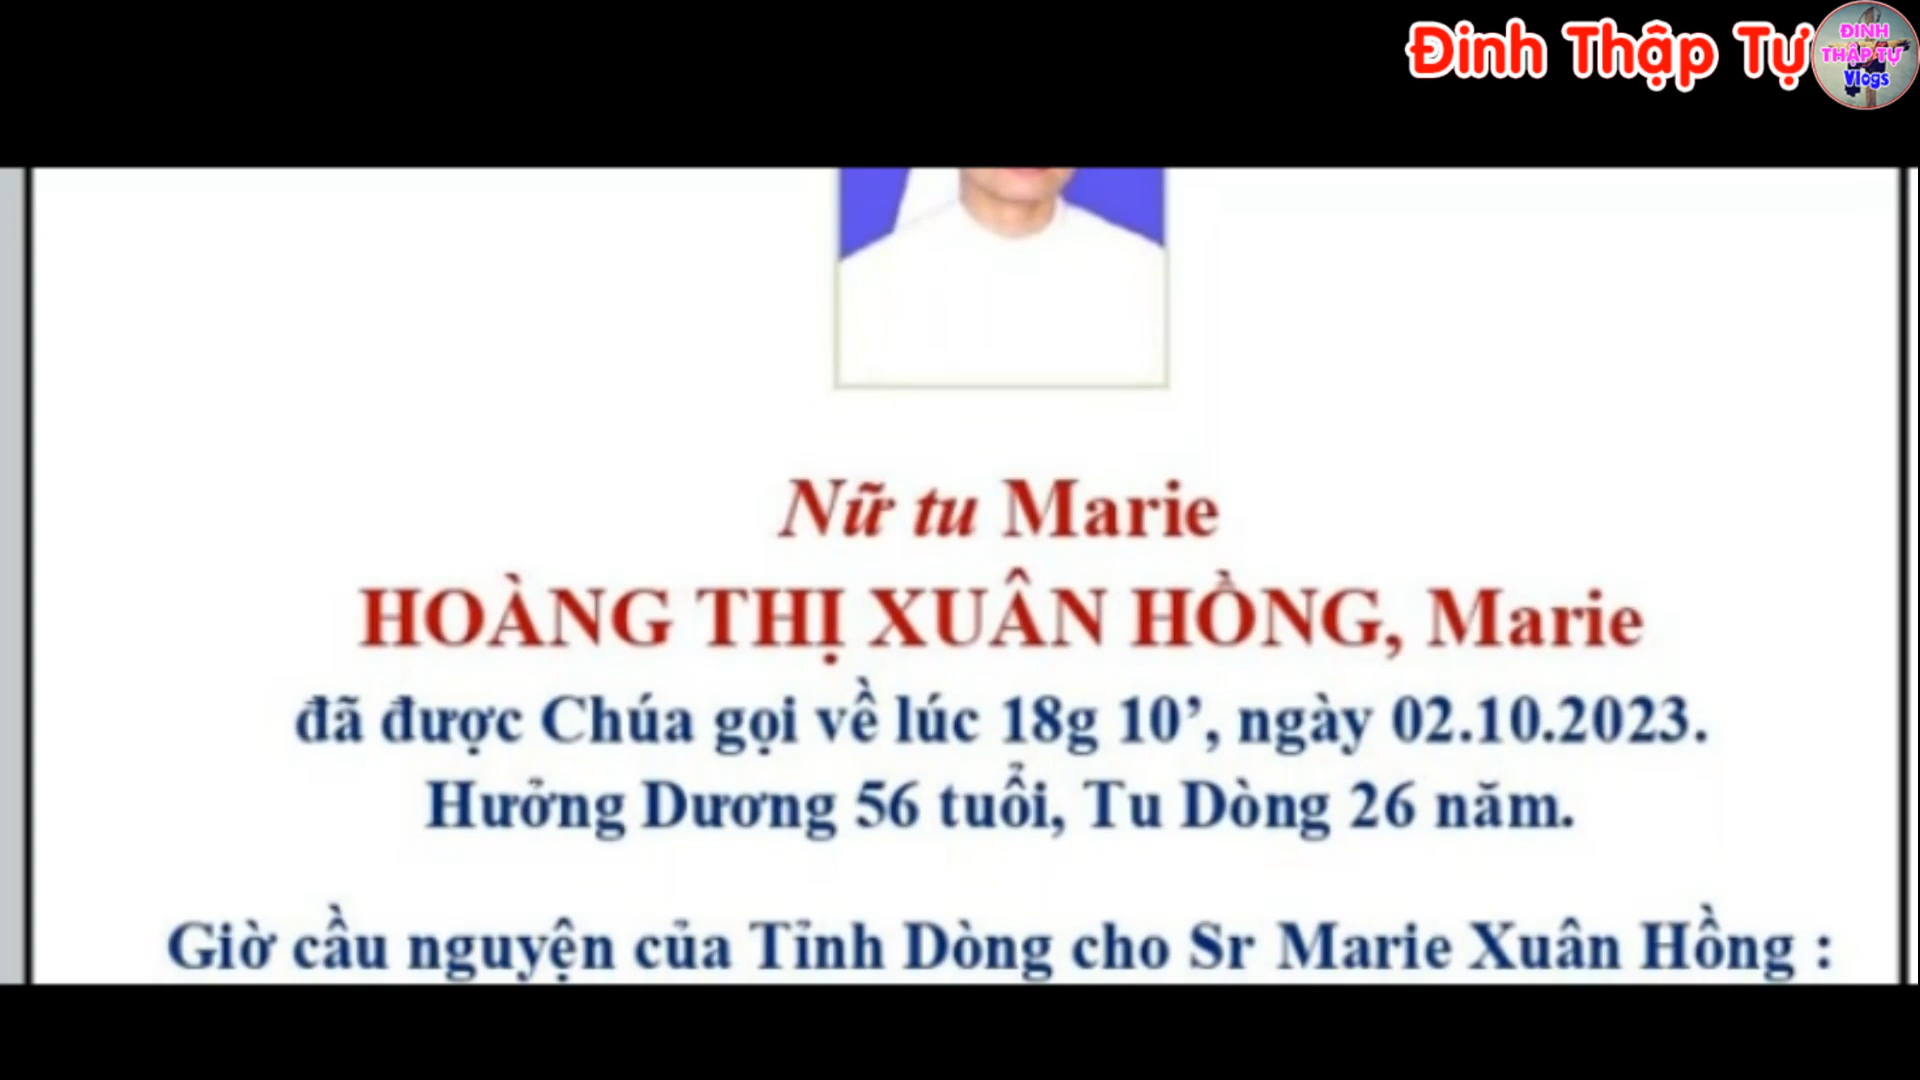 Đinh Thập Tự
ĐINH
THẬP TỰ
Vlogs
Nữ tu Marie
HOÀNG THỊ XUÂN HỒNG, Marie
đã được Chúa gọi về lúc 18g 10’, ngày 02.10.2023.
Hưởng Dương 56 tuổi, Tu Dòng 26 năm.
Giờ cầu nguyện của Tỉnh Dòng cho Sr Marie Xuân Hồng :